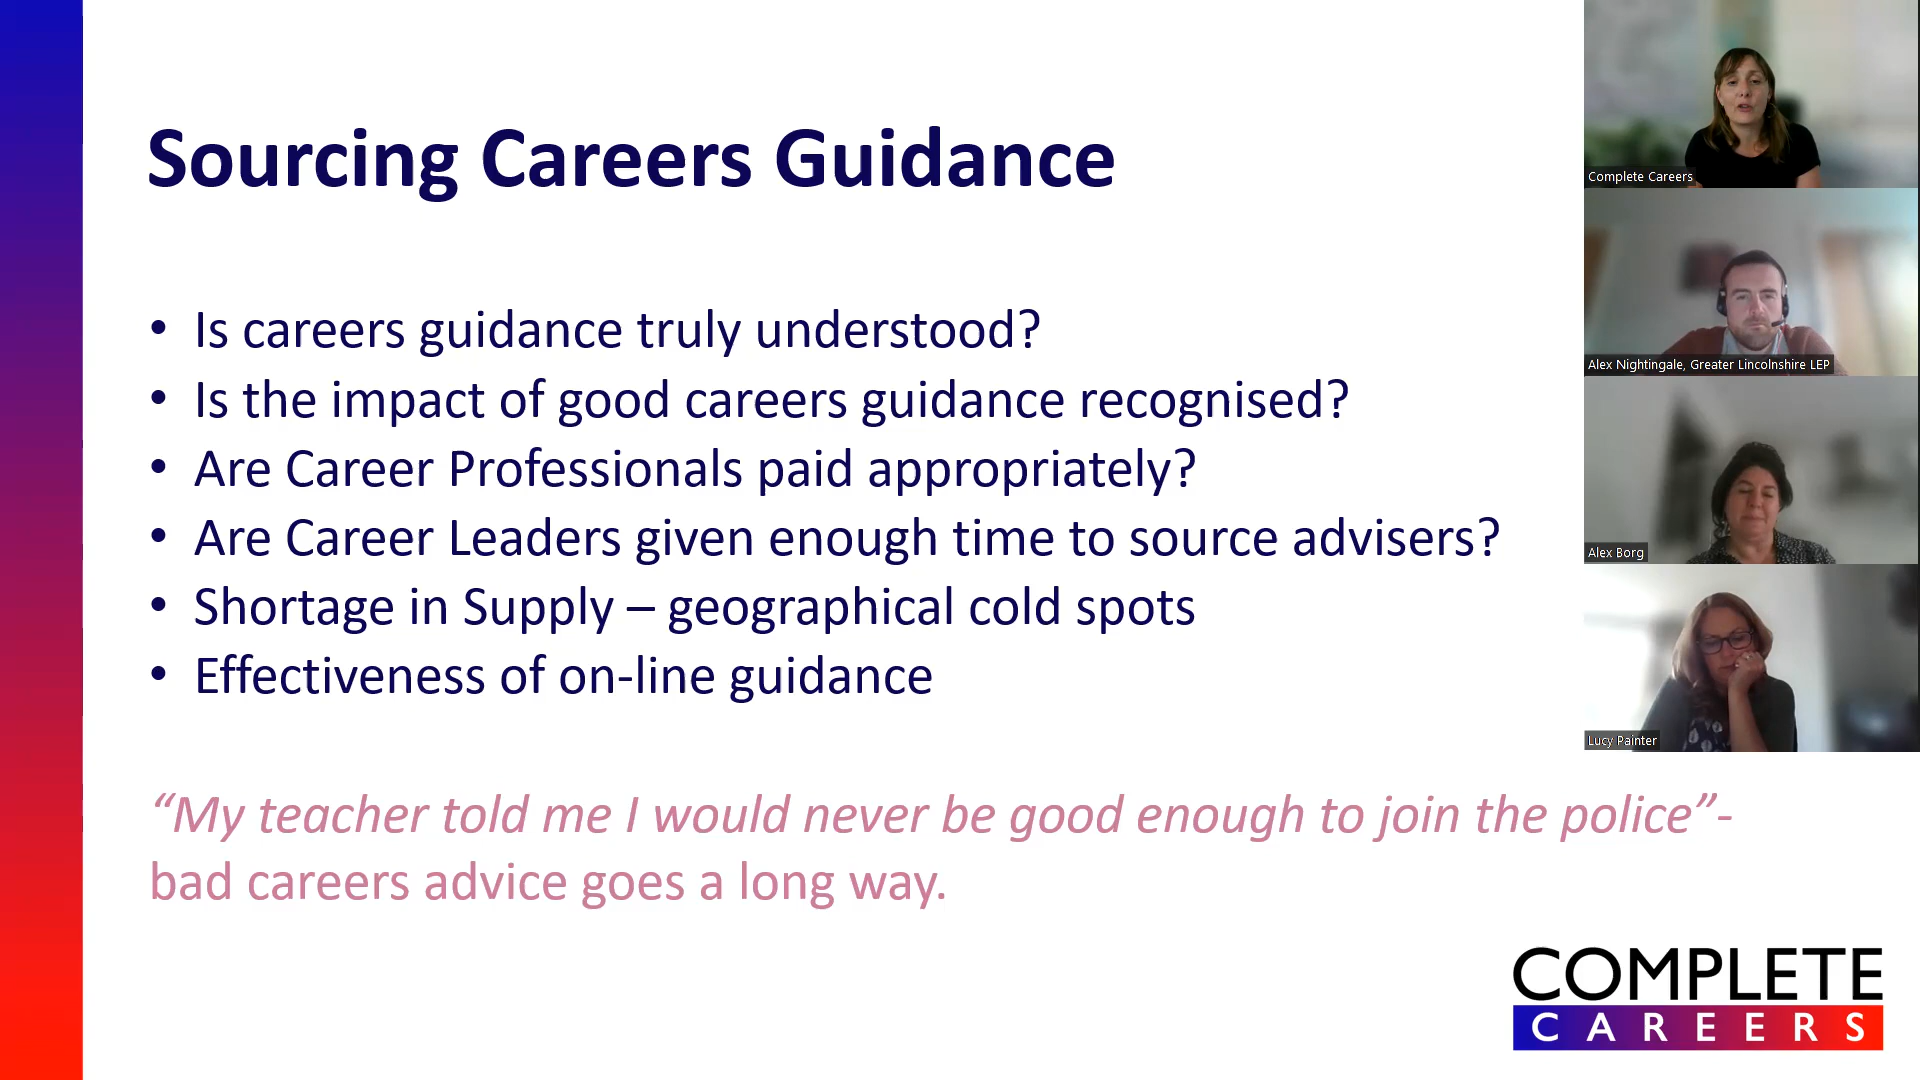 Sourcing Careers Guidance
• Is careers guidance truly understood?
• Is the impact of good careers guidance recognised?
• Are Career Professionals paid appropriately?
• Are Career Leaders given enough time to source advisers?
• Shortage in Supply – geographical cold spots
• Effectiveness of on-line guidance
“My teacher told me I would never be good enough to join the police”-
bad careers advice goes a long way.
Complete Careers
Alex Nightingale, Greater Lincolnshire LEP
Alex Borg
Lucy Painter
COMPLETE
CAREERS